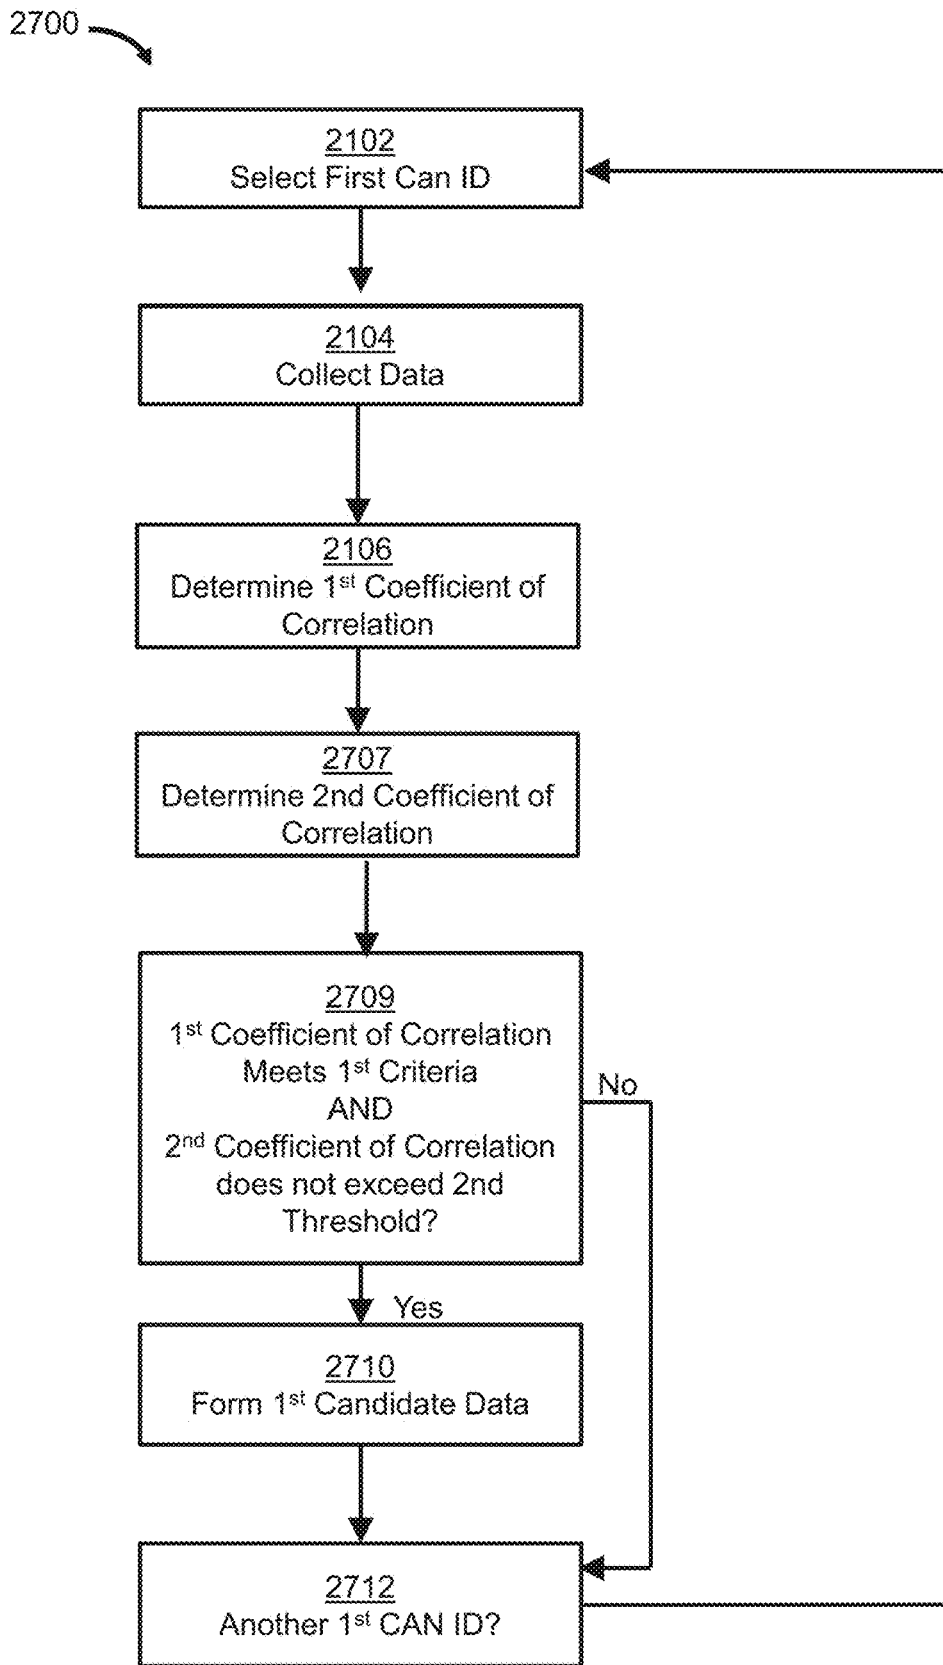 2700
2102
Select First Can ID
2104
Collect Data
2106
Determine 1st Coefficient of
Correlation
2707
Determine 2nd Coefficient of
Correlation
2709
1st Coefficient of Correlation
Meets 1st Criteria
AND
2nd Coefficient of Correlation
does not exceed 2nd
Threshold?
No
Yes
2710
Form 1st Candidate Data
2712
Another 1st CAN ID?